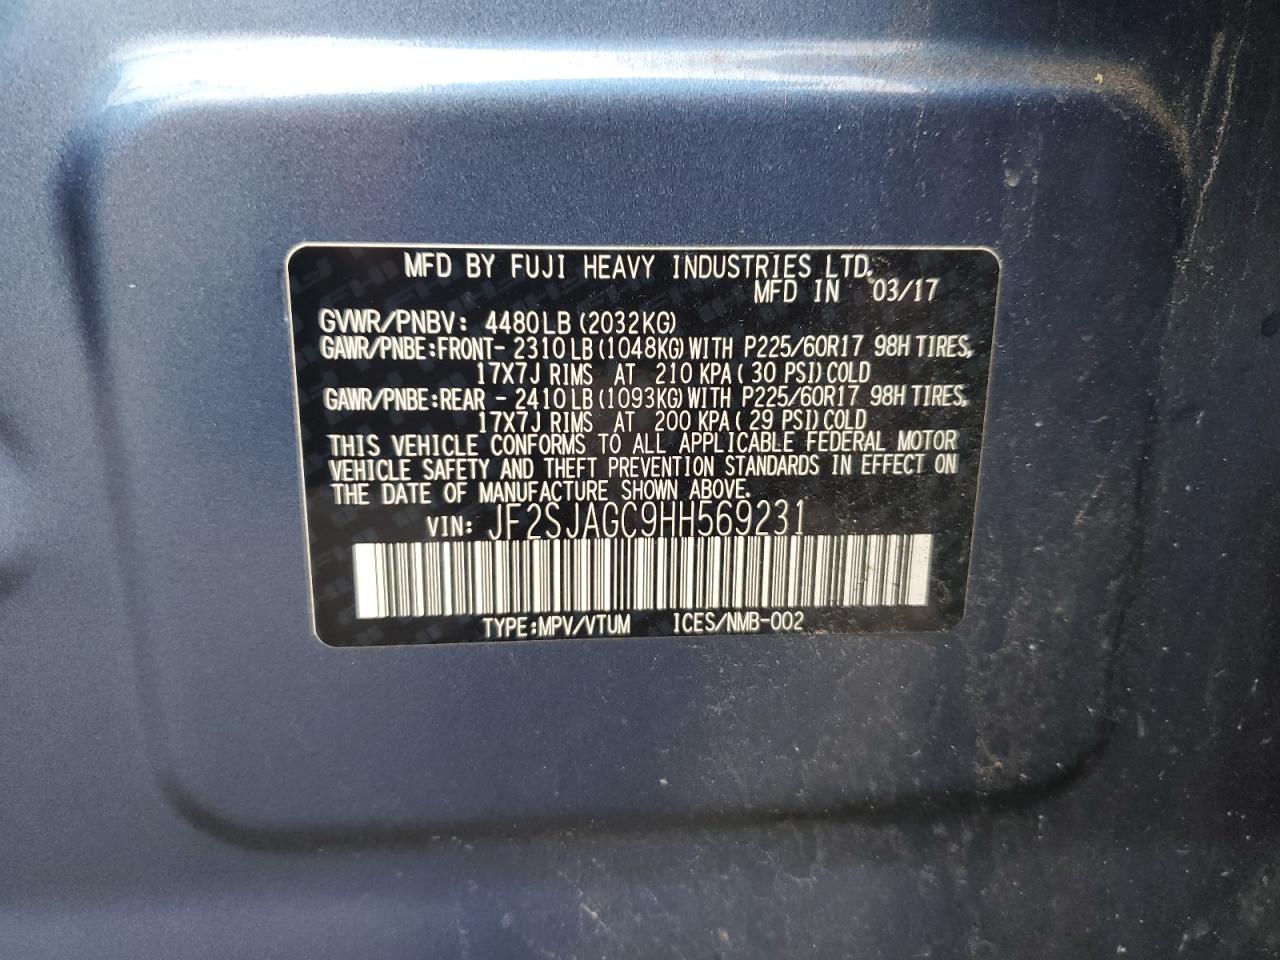 MFD BY FUJI HEAVY INDUSTRIES LTD.
MFD IN 03/17
GVWR/PNBV: 4480LB (2032KG)
GAWR/PNBE:FRONT- 2310 LB (1048KG) WITH P225/60R17 98H TIRES,
17X7J RIMS AT 210 KPA ( 30 PSI) COLD
GAWR/PNBE:REAR - 2410 LB (1093KG) WITH P225/60R17 98H TIRES,
17X7J RIMS AT 200 KPA ( 29 PSI) COLD
THIS VEHICLE CONFORMS TO ALL APPLICABLE FEDERAL MOTOR
VEHICLE SAFETY AND THEFT PREVENTION STANDARDS IN EFFECT ON
THE DATE OF MANUFACTURE SHOWN ABOVE.
VIN: JF2SJAGC9HH569231
TYPE:MPV/VTUM ICES/NMB-002